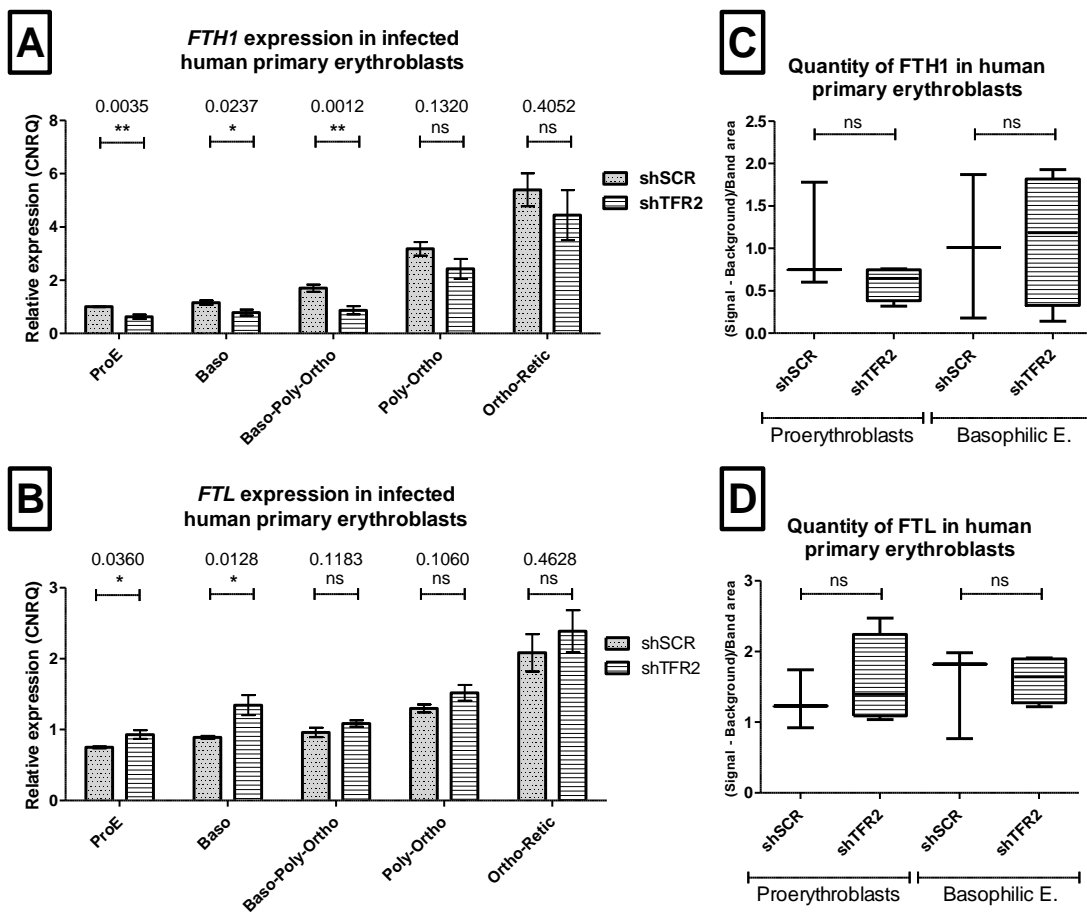 A
FTH1 expression in infected
human primary erythroblasts
0.0035
0.0237
0.0012
0.1320
0.4052
**
*
**
ns
ns
Relative expression (CNRQ)
8
6
4
2
0
ProE
Baso
Baso-Poly-Ortho
Poly-Ortho
Ortho-Retic
shSCR
shTFR2
C
Quantity of FTH1 in human
primary erythroblasts
ns
ns
(Signal - Background)/Band area
2.5
2.0
1.5
1.0
0.5
0.0
shSCR
shTFR2
shSCR
shTFR2
Proerythroblasts
Basophilic E.
B
FTL expression in infected
human primary erythroblasts
0.0360
0.0128
0.1183
0.1060
0.4628
*
*
ns
ns
ns
Relative expression (CNRQ)
3
2
1
0
ProE
Baso
Baso-Poly-Ortho
Poly-Ortho
Ortho-Retic
shSCR
shTFR2
D
Quantity of FTL in human
primary erythroblasts
ns
ns
(Signal - Background)/Band area
3
2
1
0
shSCR
shTFR2
shSCR
shTFR2
Proerythroblasts
Basophilic E.